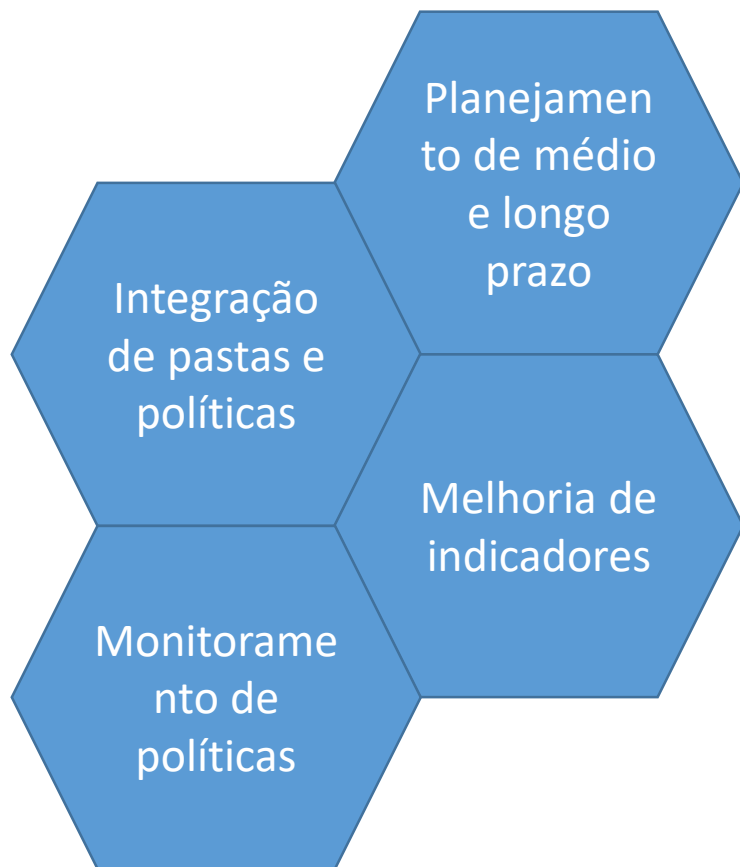 Planejamen
to de médio
e longo
prazo
Integração
de pastas e
políticas
Melhoria de
indicadores
Monitorame
nto de
políticas